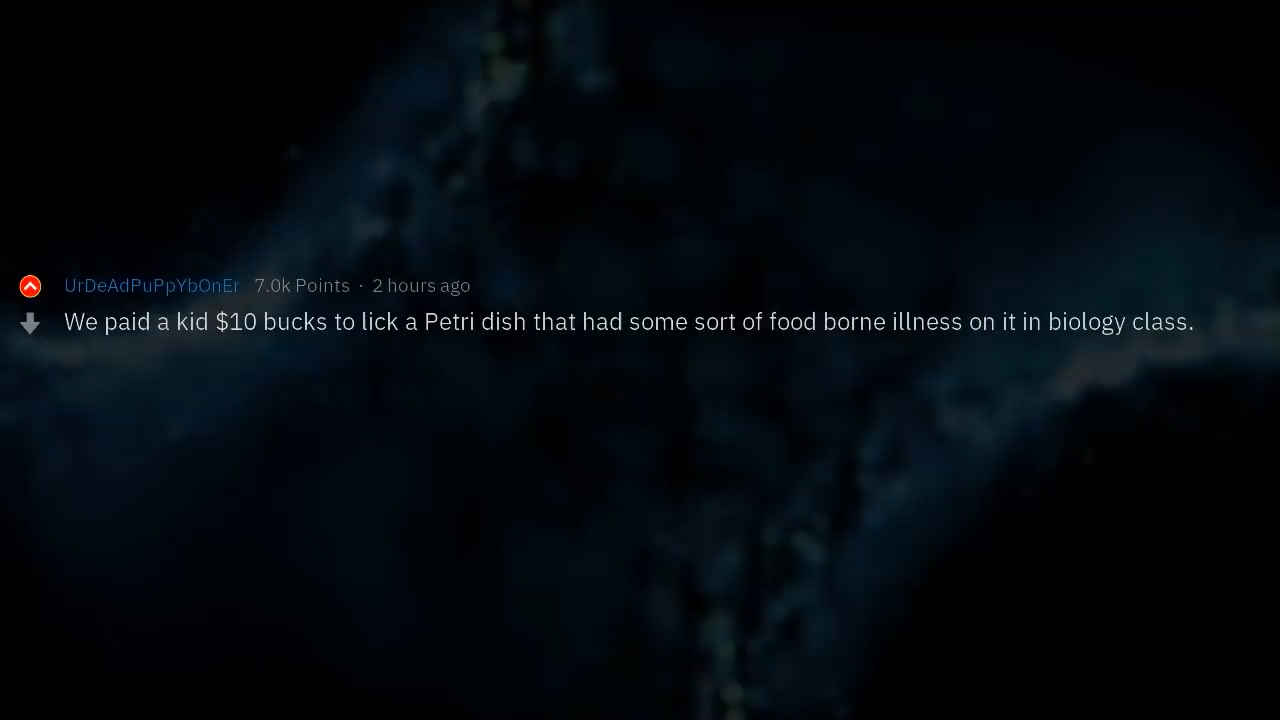 UrDeAdPuPpYbOnEr 7.0k Points · 2 hours ago
We paid a kid $10 bucks to lick a Petri dish that had some sort of food borne illness on it in biology class.